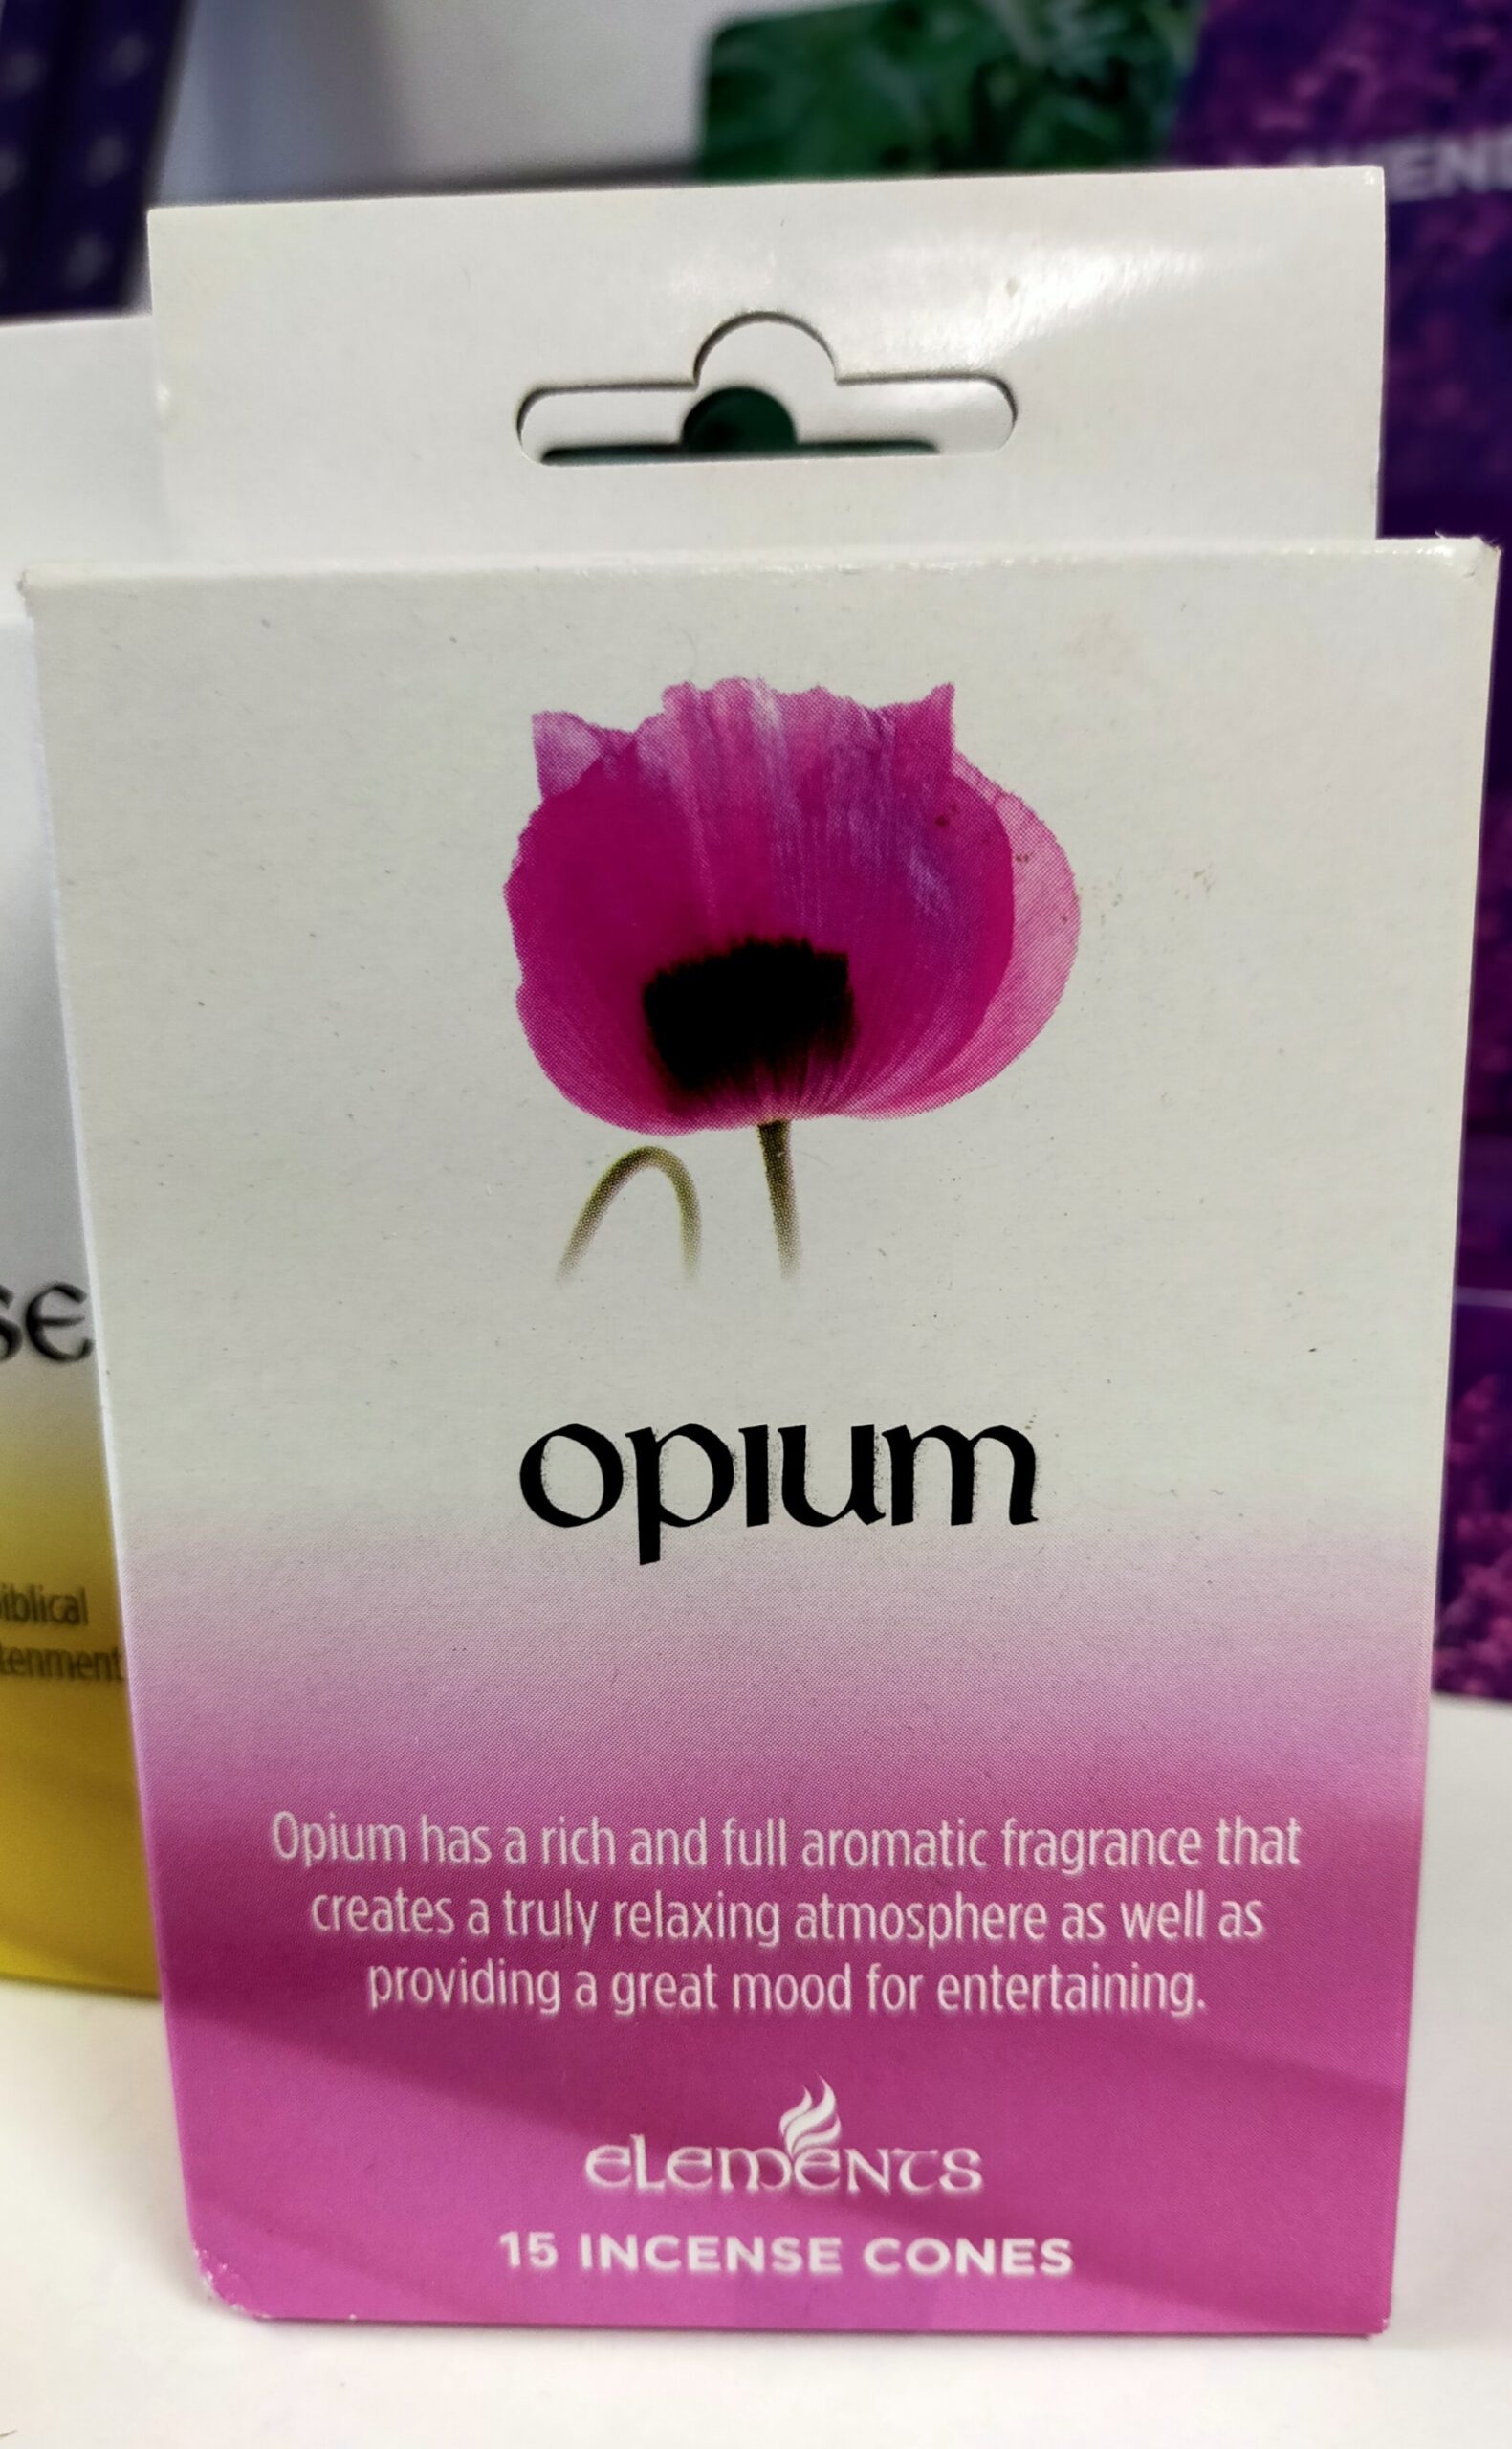 opium
Opium has a rich and full aromatic fragrance that
creates a truly relaxing atmosphere as well as
providing a great mood for entertaining.
elements
15 INCENSE CONES